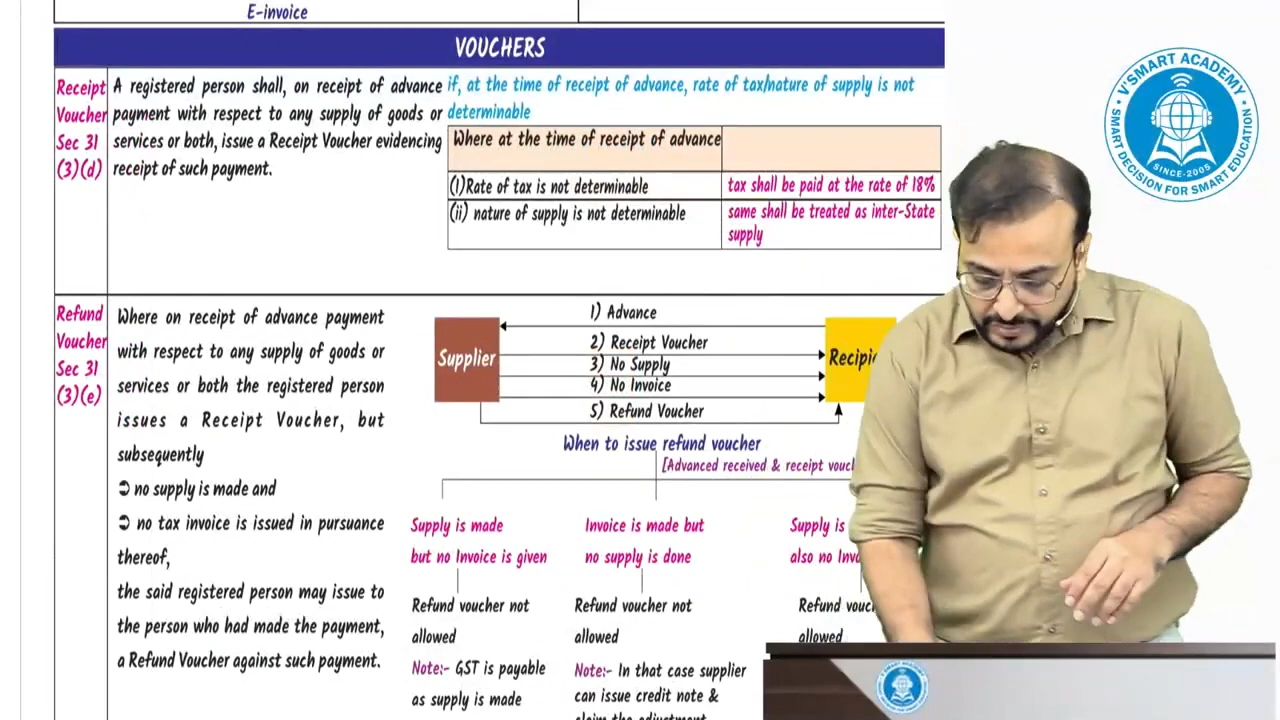 E-invoice
VOUCHERS
Receipt
Voucher
Sec 31
(3)(d)
A registered person shall, on receipt of advance
payment with respect to any supply of goods or
services or both, issue a Receipt Voucher evidencing
receipt of such payment.
if, at the time of receipt of advance, rate of tax/nature of supply is not
determinable
Where at the time of receipt of advance
(i)Rate of tax is not determinable
tax shall be paid at the rate of 18%
(ii) nature of supply is not determinable
same shall be treated as inter-State
supply
Refund
Voucher
Sec 31
(3)(e)
Where on receipt of advance payment
with respect to any supply of goods or
services or both the registered person
issues a Receipt Voucher, but
subsequently
➲ no supply is made and
➲ no tax invoice is issued in pursuance
thereof,
the said registered person may issue to
the person who had made the payment,
a Refund Voucher against such payment.
Supplier
1) Advance
2) Receipt Voucher
3) No Supply
4) No Invoice
5) Refund Voucher
When to issue refund voucher
[Advanced received & receipt
Supply is made
but no Invoice is given
Refund voucher not
allowed
Note:- GST is payable
as supply is made
Invoice is made but
no supply is done
Refund voucher not
allowed
Note:- In that case supplier
can issue credit note &
claim the adjustment
Supply is
also no
Refund
allowed
V'SMART ACADEMY
SMART DECISION FOR SMART EDUCATION
SINCE-2005